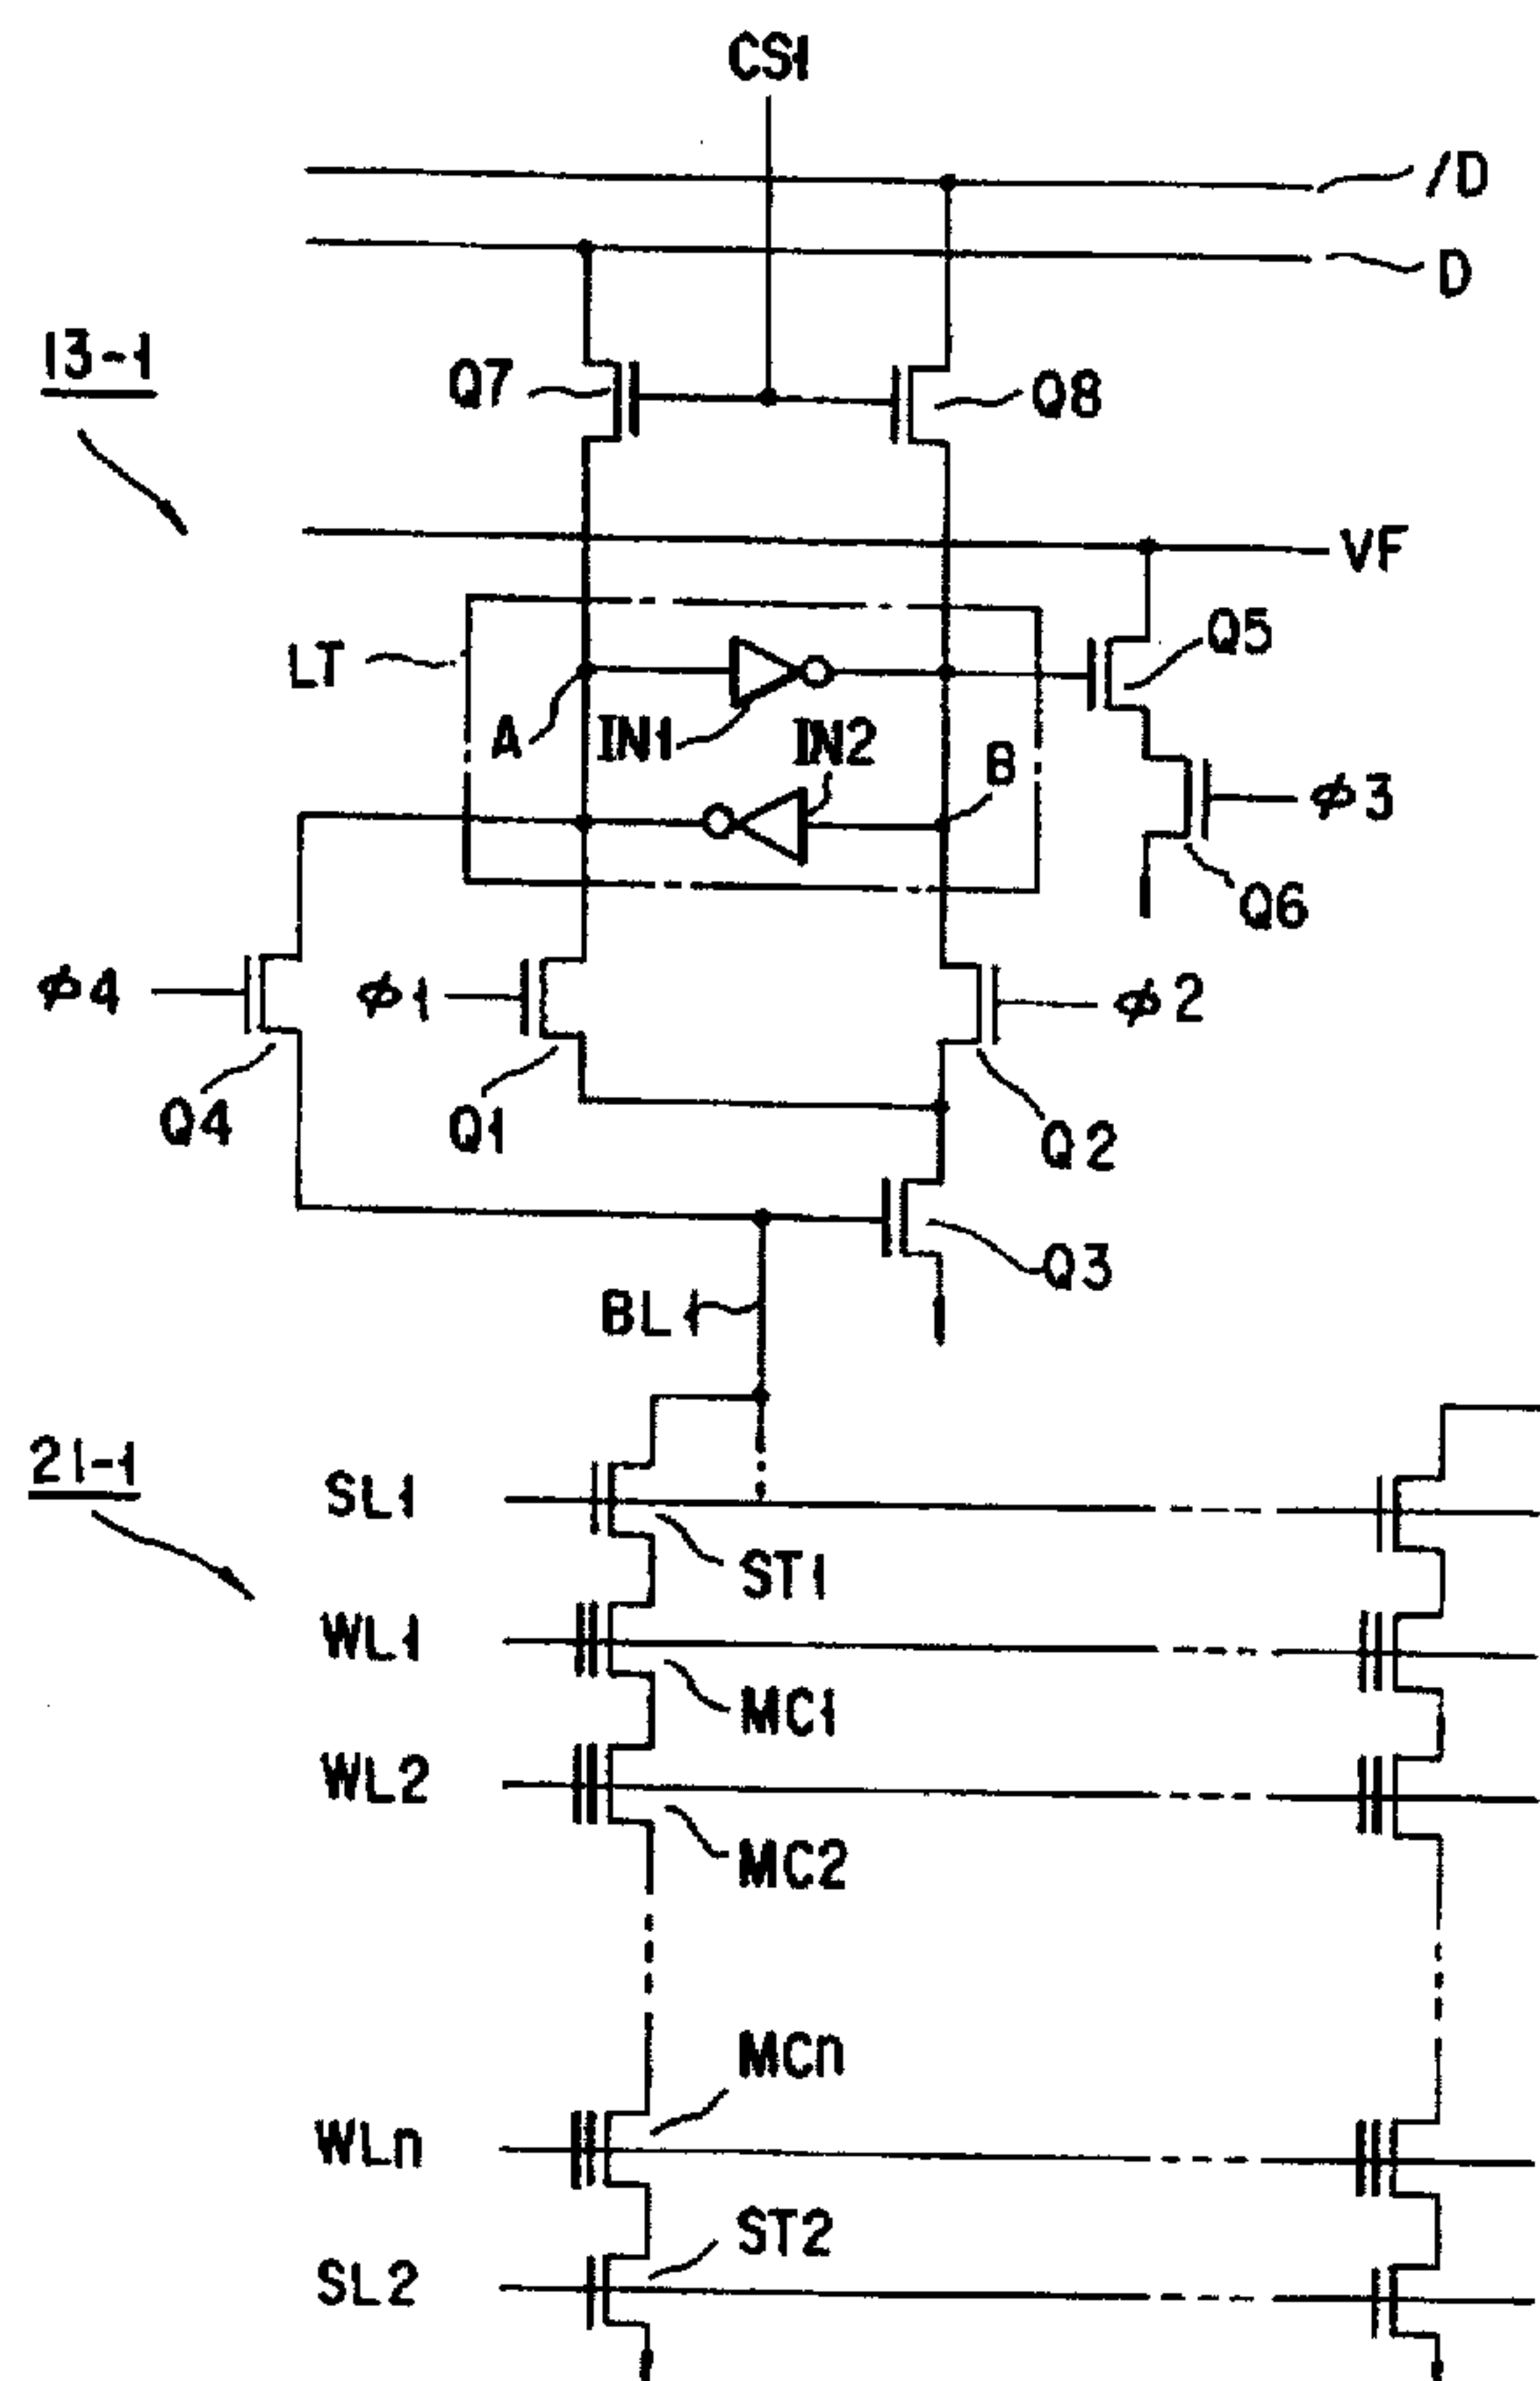 CS1
/D
D
13-1
Q7
Q8
VF
LT
Q5
A
IN1
IN2
B
φ3
Q6
φ4
φ1
φ2
Q4
Q1
Q2
Q3
BL1
21-1
SL1
ST1
WL1
MC1
WL2
MC2
MCn
WLn
ST2
SL2